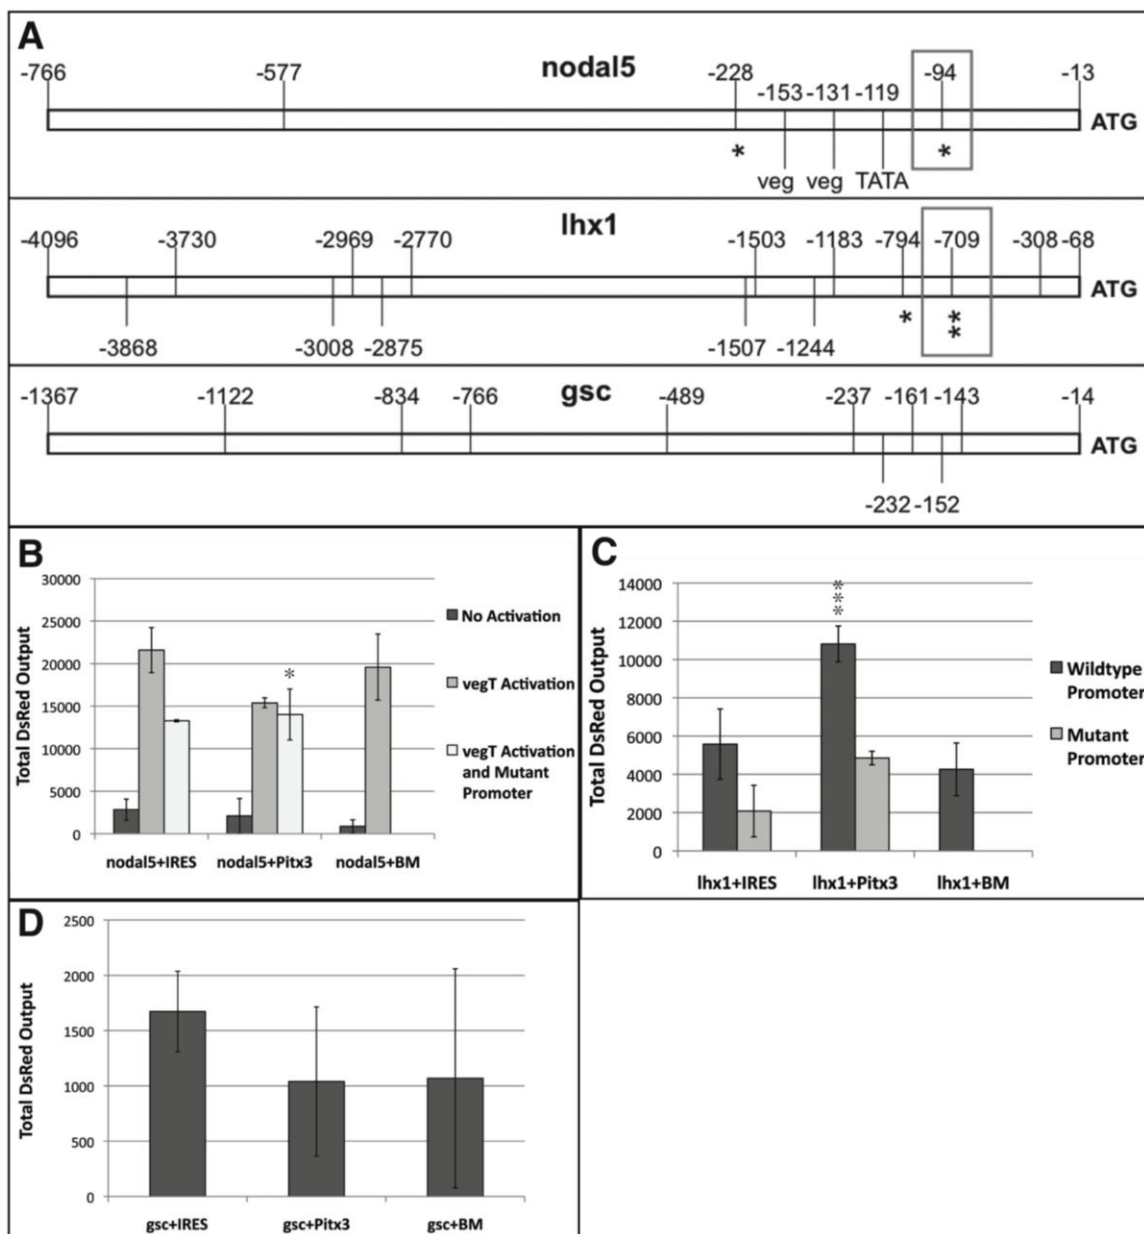 A
nodal5
-766 -577 -228 -94 -13
-153 -131 -119
ATG
* *
veg veg TATA
lhx1
-4096 -3730 -2969 -2770 -1503 -1183 -794 -709 -308 -68
ATG
* **
-3868 -3008 -2875 -1507 -1244
gsc
-1367 -1122 -834 -766 -489 -237 -161 -143 -14
ATG
-232 -152
B
Total DsRed Output
30000
25000
20000
15000
10000
5000
0
*
nodal5+IRES nodal5+Pitx3 nodal5+BM
No Activation
vegT Activation
vegT Activation
and Mutant
Promoter
C
Total DsRed Output
14000
12000
10000
8000
6000
4000
2000
0
***
lhx1+IRES lhx1+Pitx3 lhx1+BM
Wildtype
Promoter
Mutant
Promoter
D
Total DsRed Output
2500
2000
1500
1000
500
0
gsc+IRES gsc+Pitx3 gsc+BM